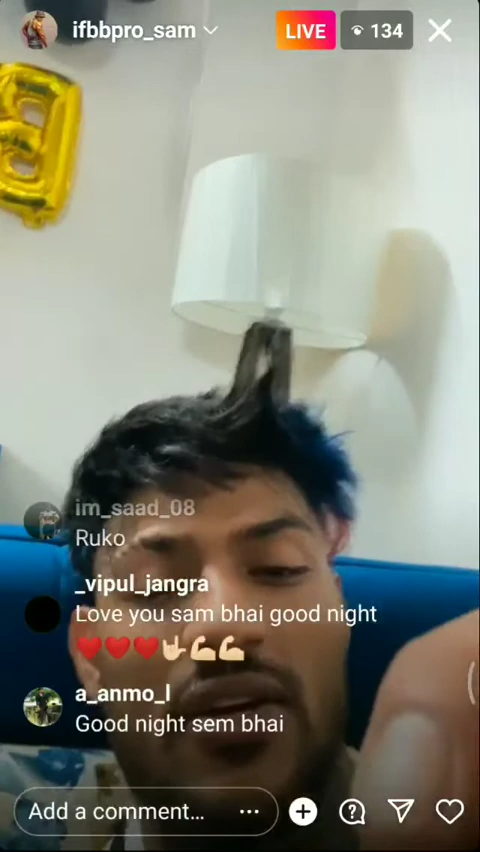 ifbbpro_sam
LIVE
134
B
im_saad_08
Ruko
_vipul_jangra
Love you sam bhai good night
❤️❤️❤️🤟🏻💪🏻💪🏻
a_anmo_l
Good night sem bhai
Add a comment...